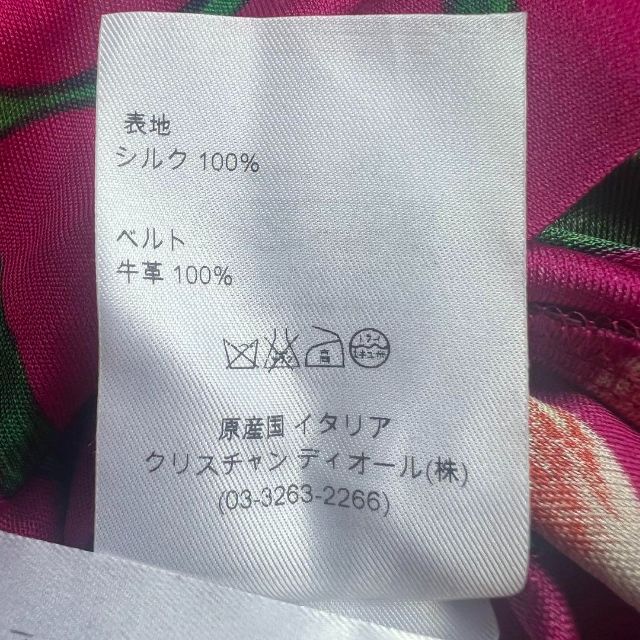 表地
シルク 100%
ベルト
牛革 100%
高
原産国 イタリア
クリスチャン ディオール(株)
(03-3263-2266)